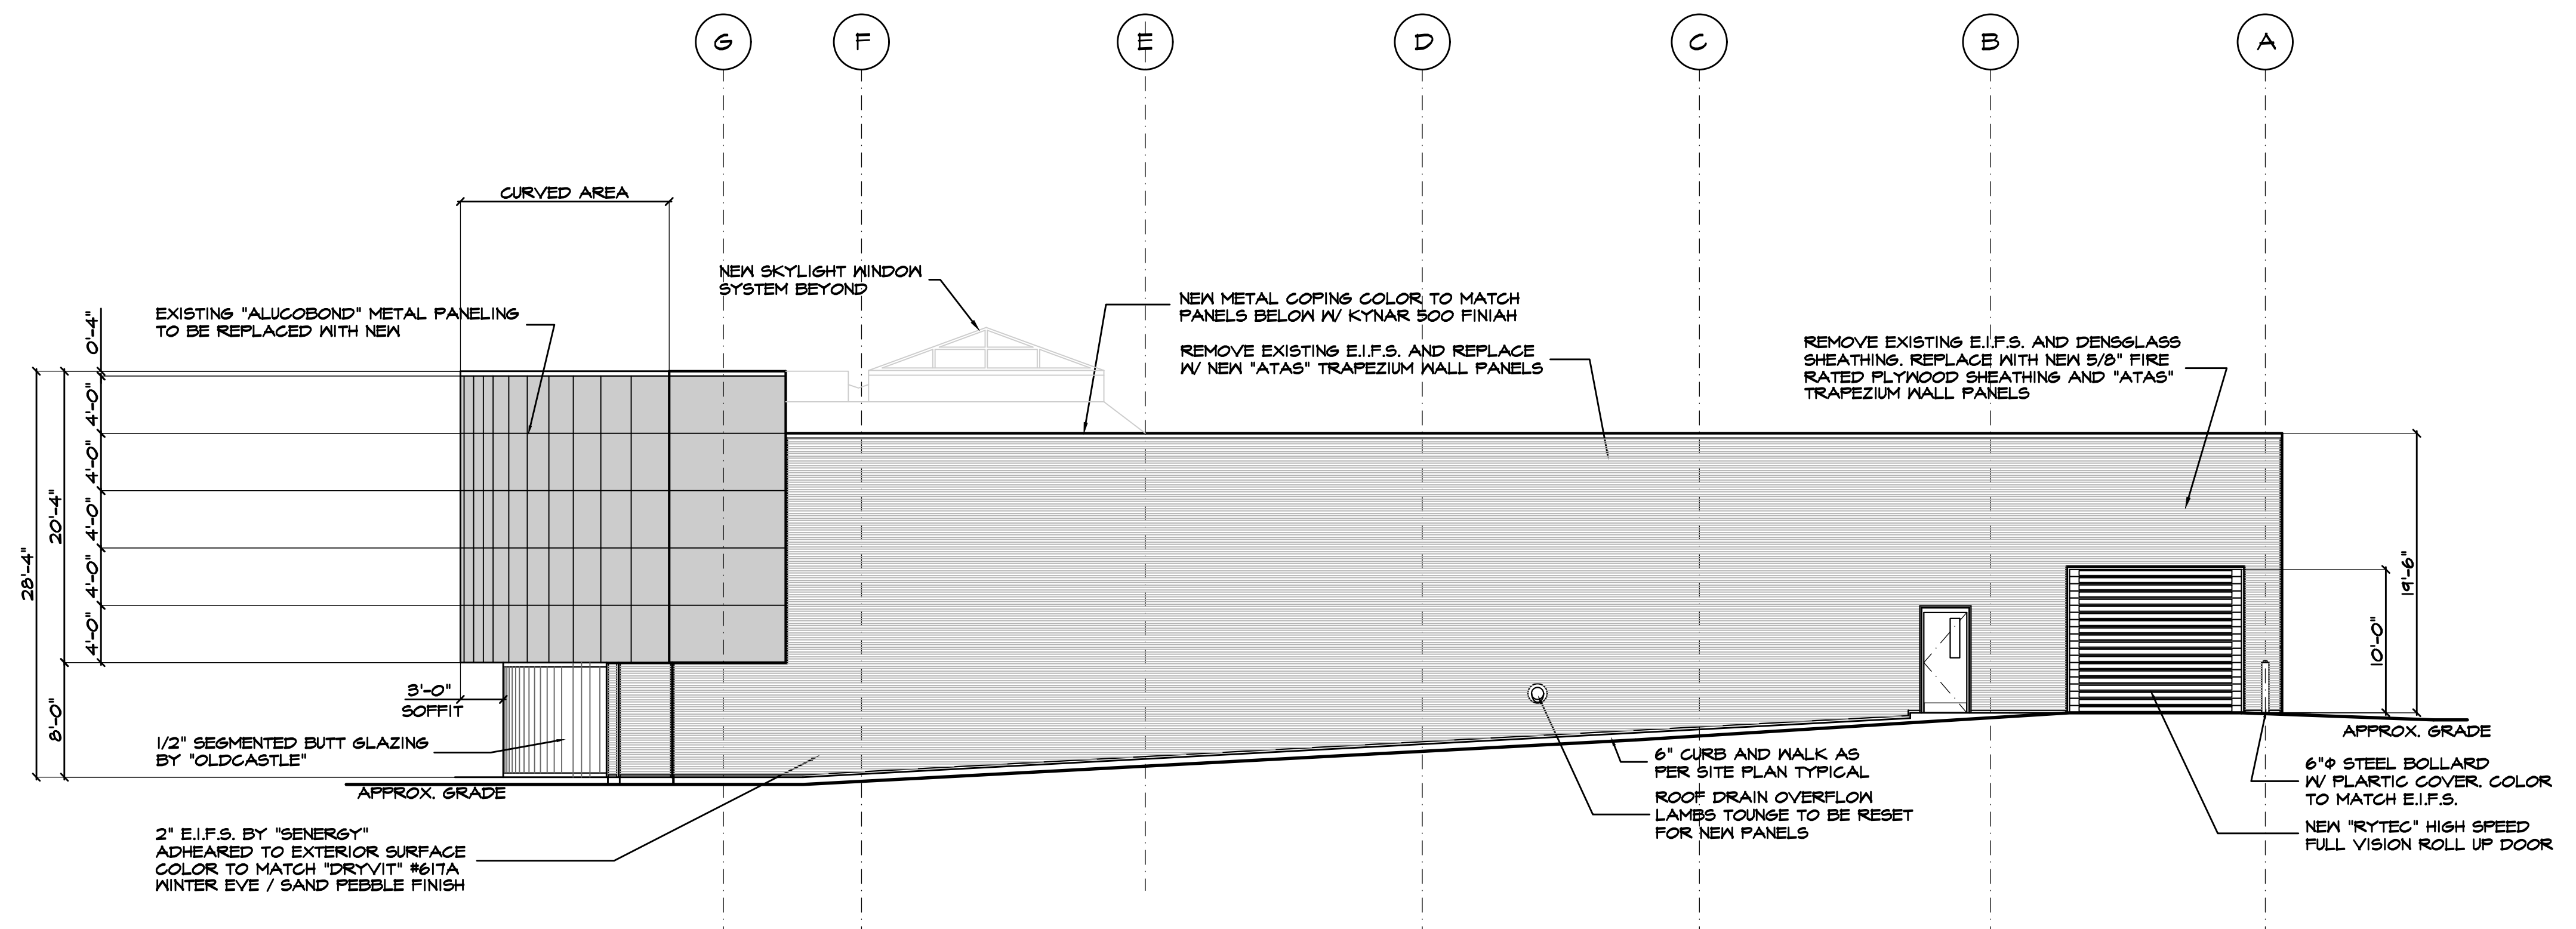 G F E D C B A
CURVED AREA
NEW SKYLIGHT WINDOW
SYSTEM BEYOND
EXISTING "ALUCOBOND" METAL PANELING
TO BE REPLACED WITH NEW
NEW METAL COPING COLOR TO MATCH
PANELS BELOW W/ KYNAR 500 FINIAH
REMOVE EXISTING E.I.F.S. AND REPLACE
W/ NEW "ATAS" TRAPEZIUM WALL PANELS
REMOVE EXISTING E.I.F.S. AND DENSGLASS
SHEATHING. REPLACE WITH NEW 5/8" FIRE
RATED PLYWOOD SHEATHING AND "ATAS"
TRAPEZIUM WALL PANELS
0'-4"
4'-0"
4'-0"
4'-0"
4'-0"
4'-0"
20'-4"
8'-0"
28'-4"
3'-0"
SOFFIT
1/2" SEGMENTED BUTT GLAZING
BY "OLDCASTLE"
APPROX. GRADE
2" E.I.F.S. BY "SENERGY"
ADHEARED TO EXTERIOR SURFACE
COLOR TO MATCH "DRYVIT" #617A
WINTER EVE / SAND PEBBLE FINISH
6" CURB AND WALK AS
PER SITE PLAN TYPICAL
ROOF DRAIN OVERFLOW
LAMBS TOUNGE TO BE RESET
FOR NEW PANELS
19'-6"
10'-0"
APPROX. GRADE
6"Φ STEEL BOLLARD
W/ PLARTIC COVER. COLOR
TO MATCH E.I.F.S.
NEW "RYTEC" HIGH SPEED
FULL VISION ROLL UP DOOR